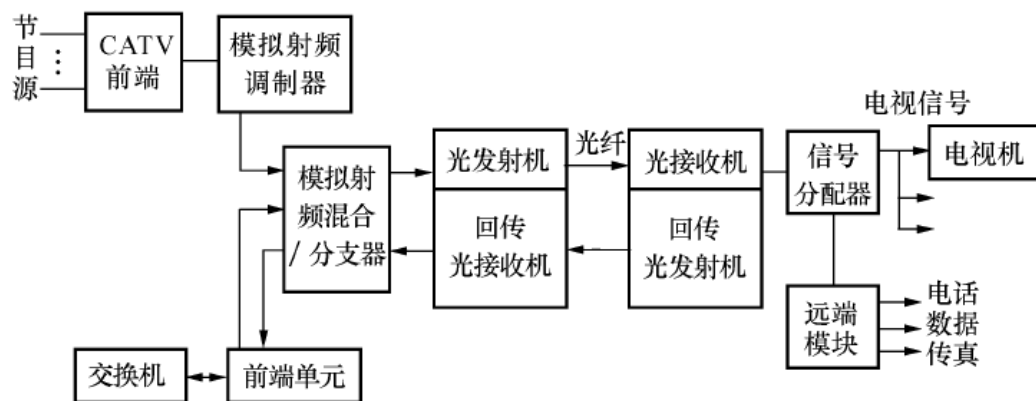 节目源
CATV
前端
模拟射频
调制器
模拟射
频混合
/分支器
光发射机
光纤
光接收机
回传
光接收机
回传
光发射机
信号
分配器
电视信号
电视机
远端
模块
电话
数据
传真
交换机
前端单元